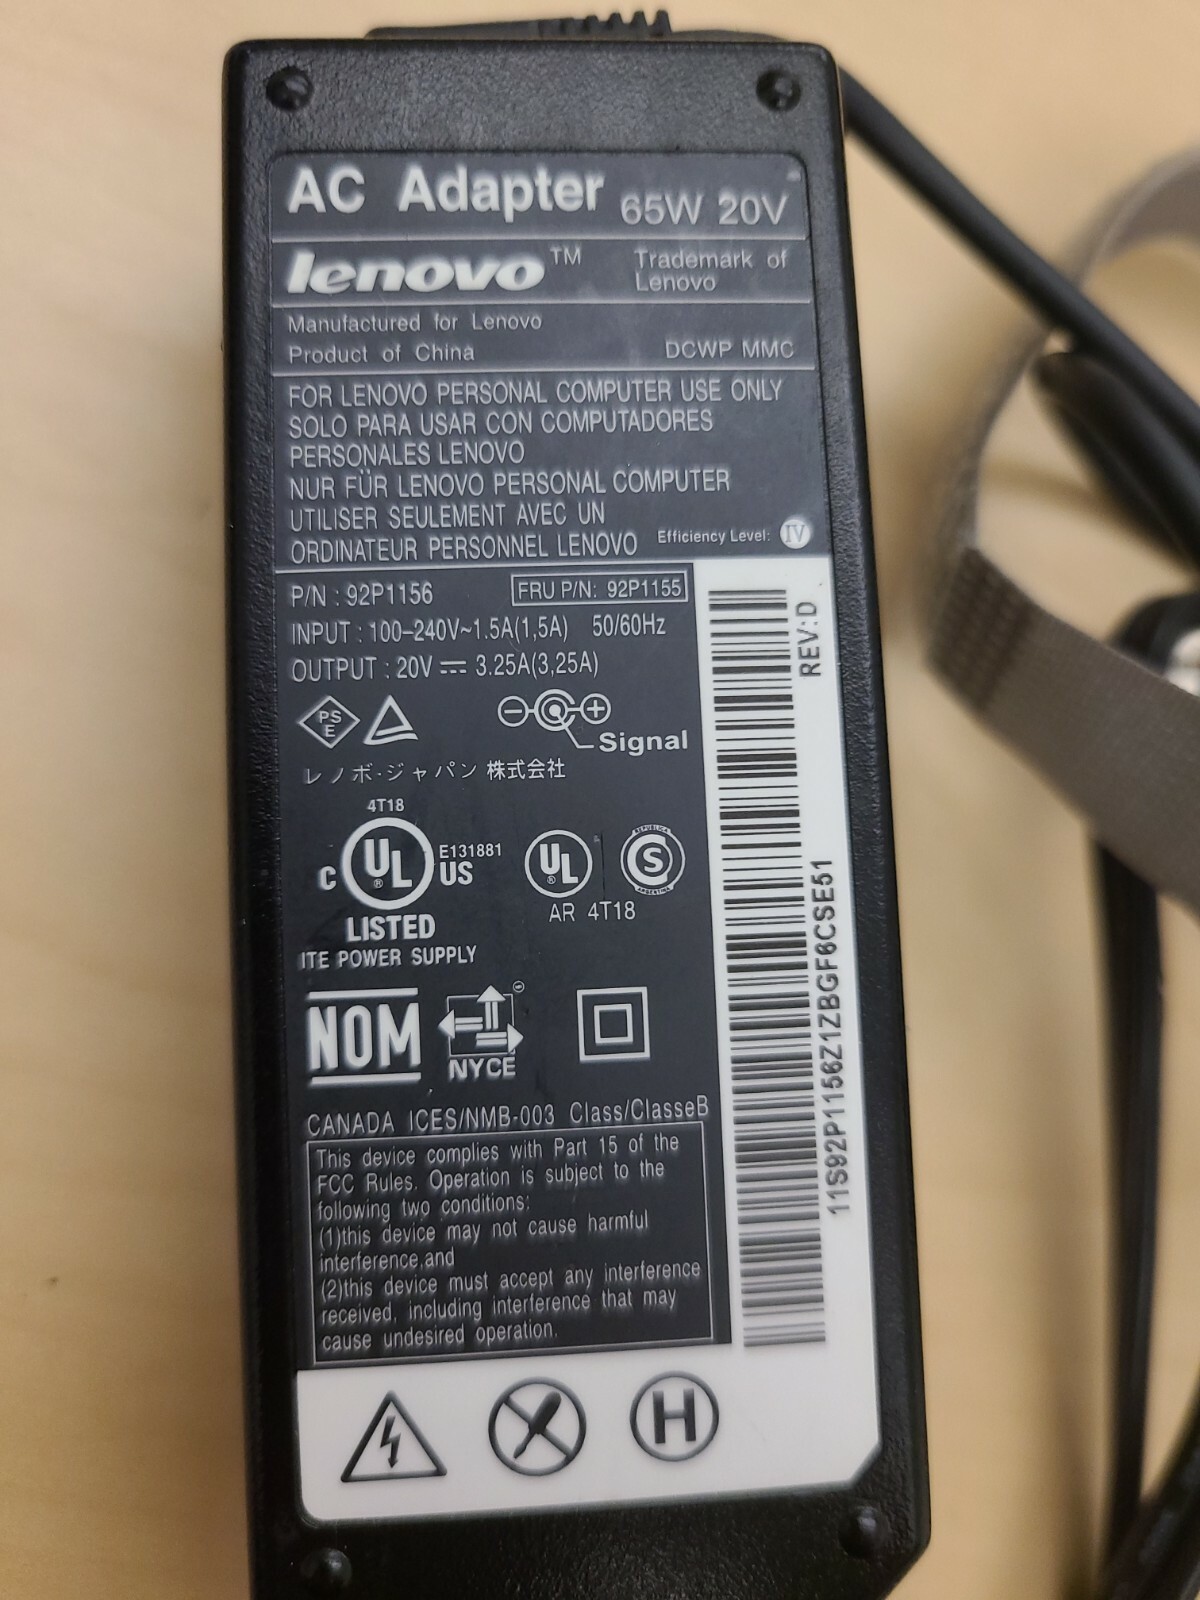 AC Adapter 65W 20V
lenovo™ Trademark of
Lenovo
Manufactured for Lenovo
Product of China DCWP MMC
FOR LENOVO PERSONAL COMPUTER USE ONLY
SOLO PARA USAR CON COMPUTADORES
PERSONALES LENOVO
NUR FÜR LENOVO PERSONAL COMPUTER
UTILISER SEULEMENT AVEC UN
ORDINATEUR PERSONNEL LENOVO Efficiency Level: IV
P/N : 92P1156 FRU P/N: 92P1155
INPUT : 100–240V~1.5A(1,5A) 50/60Hz
OUTPUT : 20V ⎓ 3.25A(3,25A)
PS
E
Signal
レノボ・ジャパン 株式会社
4T18
C UL® US E131881
LISTED
ITE POWER SUPPLY
UL®
REPUBLICA
S
ARGENTINA
AR 4T18
NOM
NYCE
CANADA ICES/NMB-003 Class/ClasseB
This device complies with Part 15 of the
FCC Rules. Operation is subject to the
following two conditions:
(1)this device may not cause harmful
interference,and
(2)this device must accept any interference
received, including interference that may
cause undesired operation.
H
REV:D
11S92P1156Z1ZBGF6CSE51